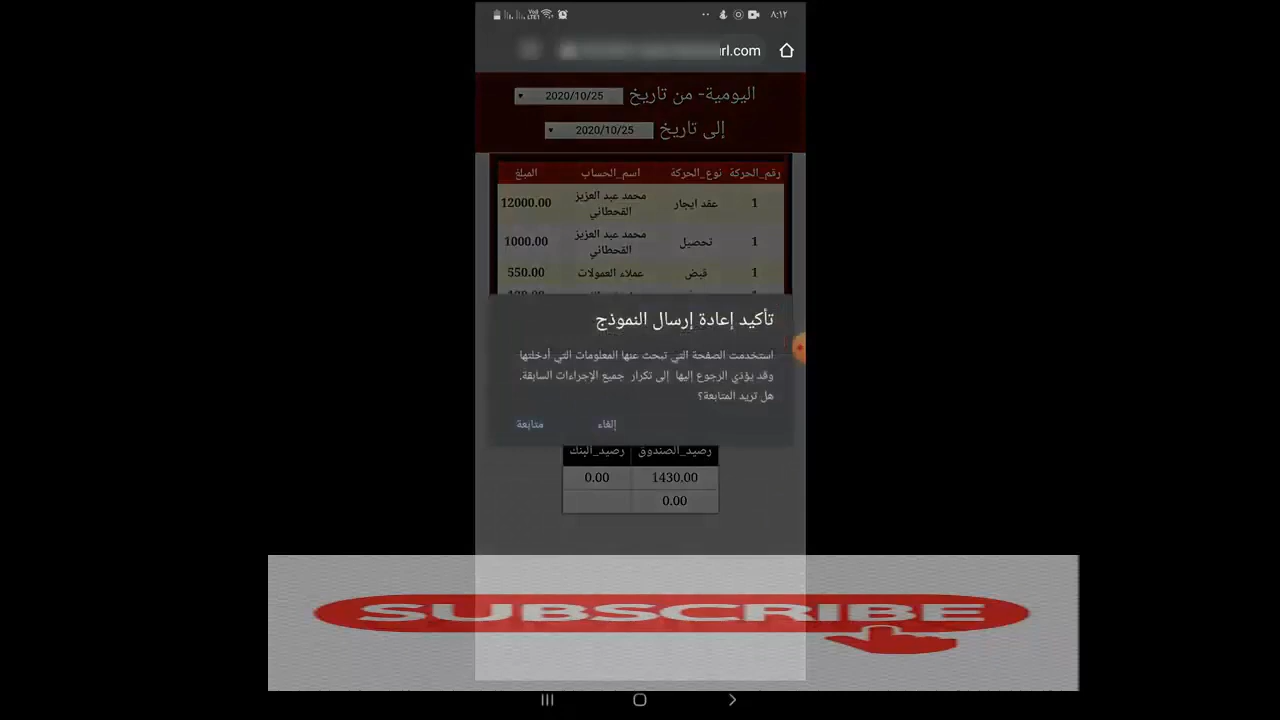 ٨:١٢
rl.com
اليومية- من تاريخ 2020/10/25
إلى تاريخ 2020/10/25
رقم_الحركة نوع_الحركة اسم_الحساب المبلغ
1 عقد ايجار محمد عبد العزيز القحطاني 12000.00
1 تحصيل محمد عبد العزيز القحطاني 1000.00
1 قبض عملاء العمولات 550.00
تأكيد إعادة إرسال النموذج
استخدمت الصفحة التي تبحث عنها المعلومات التي أدخلتها
وقد يؤدي الرجوع إليها إلى تكرار جميع الإجراءات السابقة.
هل تريد المتابعة؟
إلغاء متابعة
رصيد_الصندوق رصيد_البنك
1430.00 0.00
0.00
SUBSCRIBE